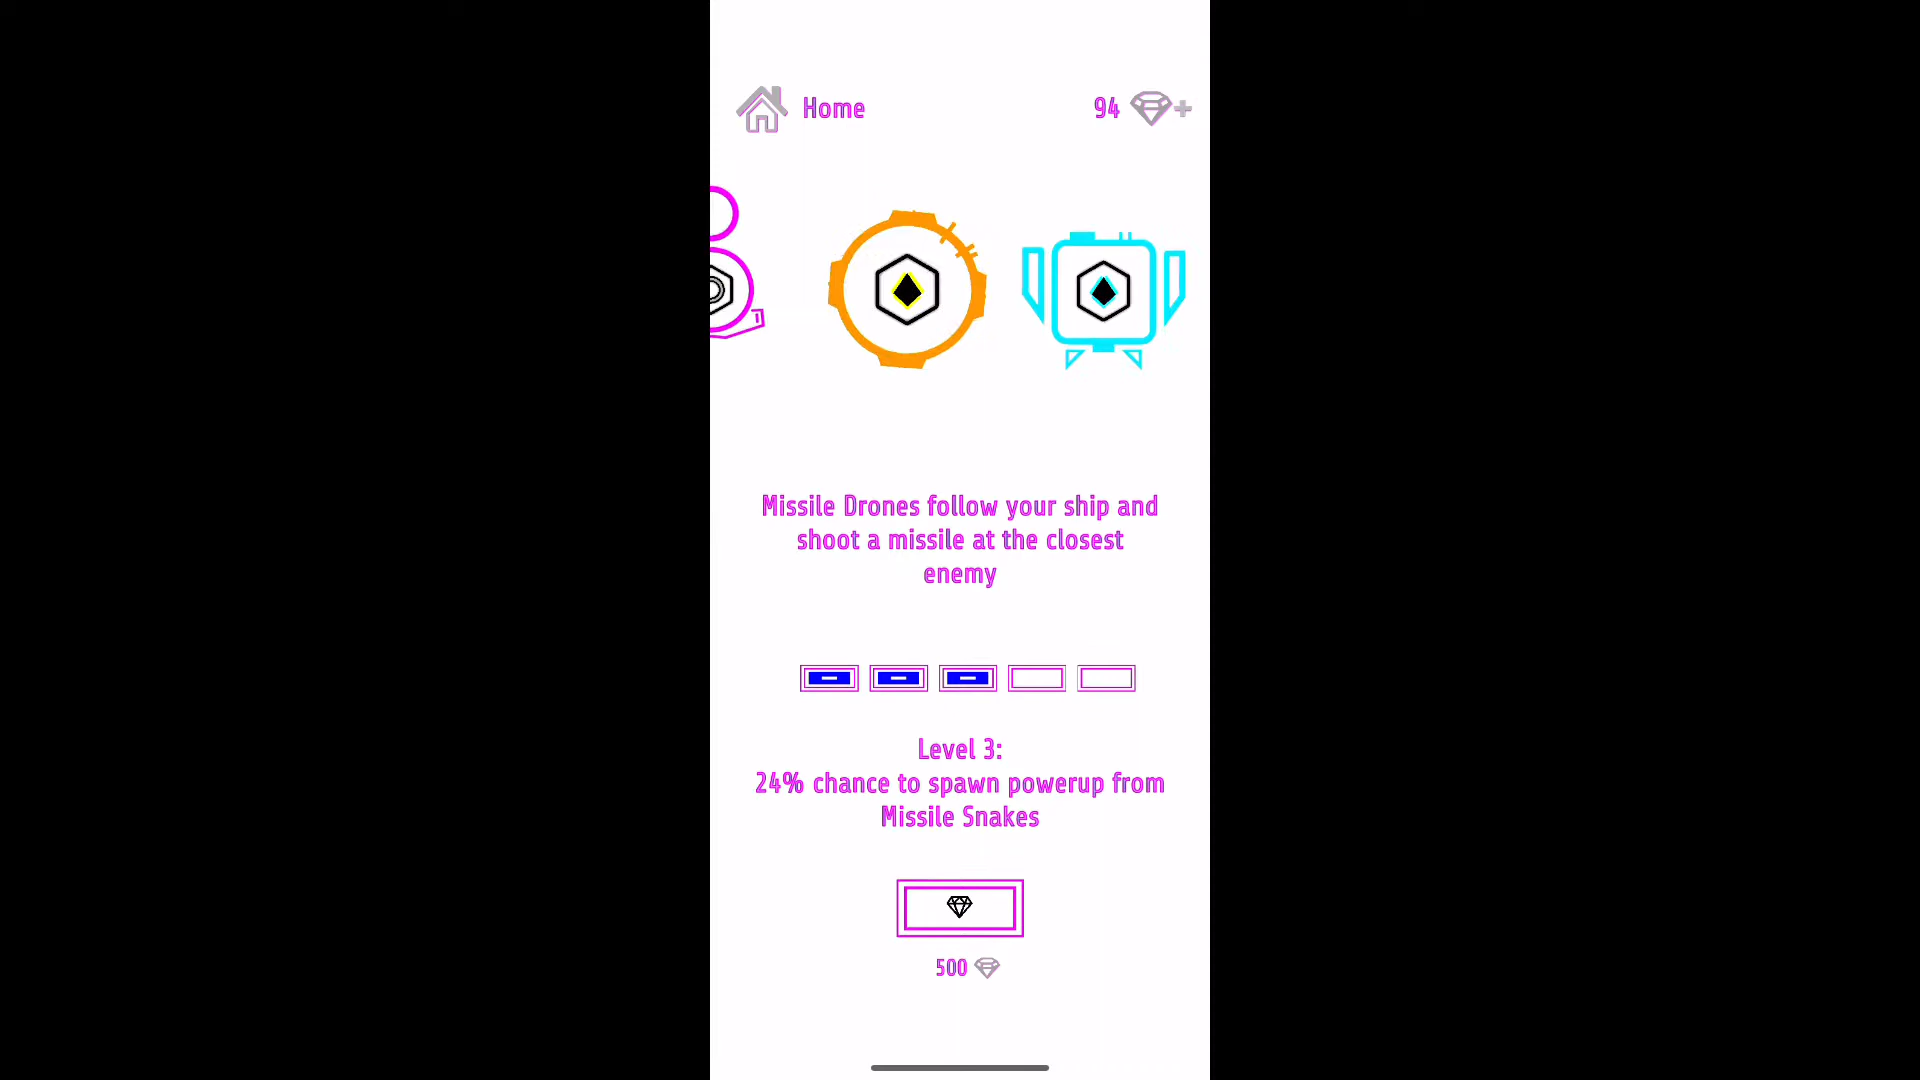 Home
94
Missile Drones follow your ship and
shoot a missile at the closest
enemy
Level 3:
24% chance to spawn powerup from
Missile Snakes
500